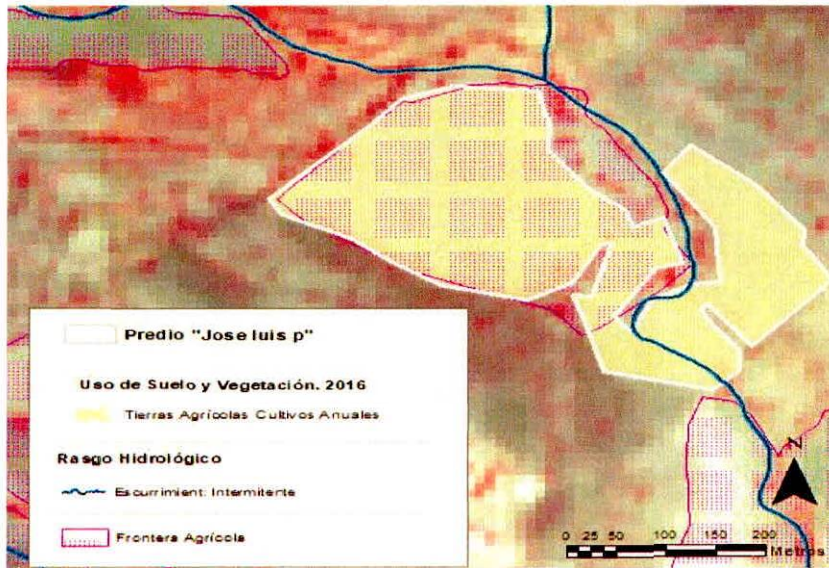 Predio "Jose luis p"
Uso de Suelo y Vegetación. 2016
Tierras Agrícolas Cultivos Anuales
Rasgo Hidrológico
Escurrimient: Intermitente
Frontera Agrícola
N
0 25 50 100 150 200
Metros